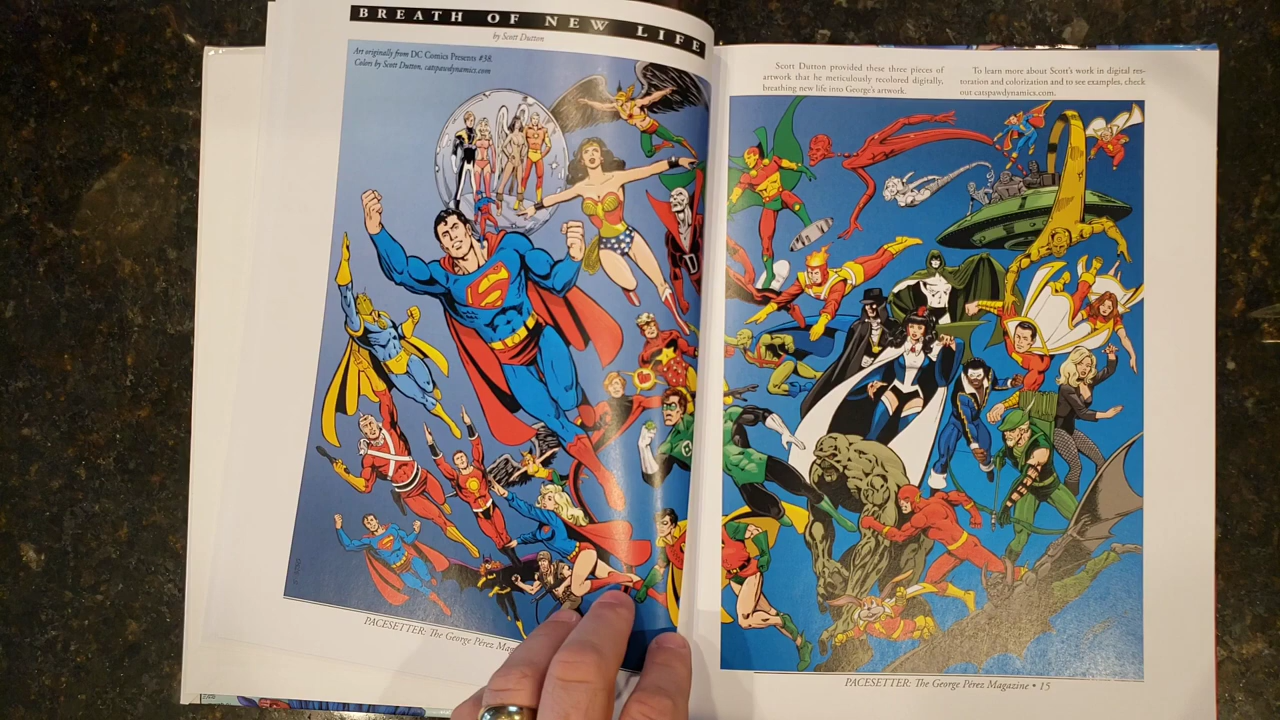 BREATH OF NEW LIFE
by Scott Dutton
Art originally from DC Comics Presents #38.
Colors by Scott Dutton, catspawdynamics.com
PACESETTER: The George Pérez Mag
Scott Dutton provided these three pieces of
artwork that he meticulously recolored digitally,
breathing new life into George's artwork.
To learn more about Scott's work in digital res-
toration and colorization and to see examples, check
out catspawdynamics.com.
PACESETTER: The George Pérez Magazine • 15